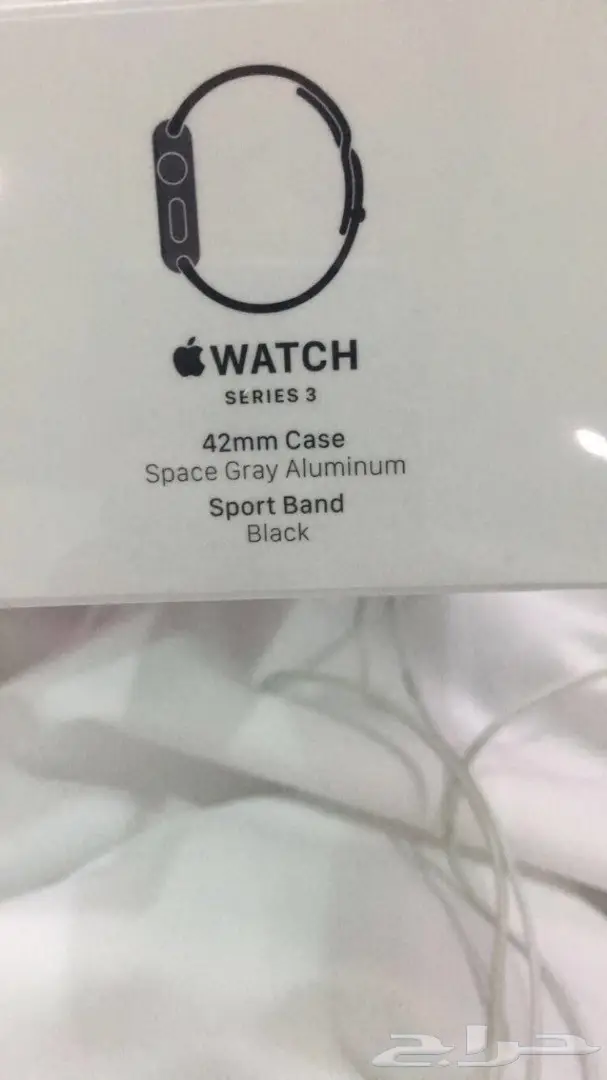 WATCH
SERIES 3
42mm Case
Space Gray Aluminum
Sport Band
Black
حراج